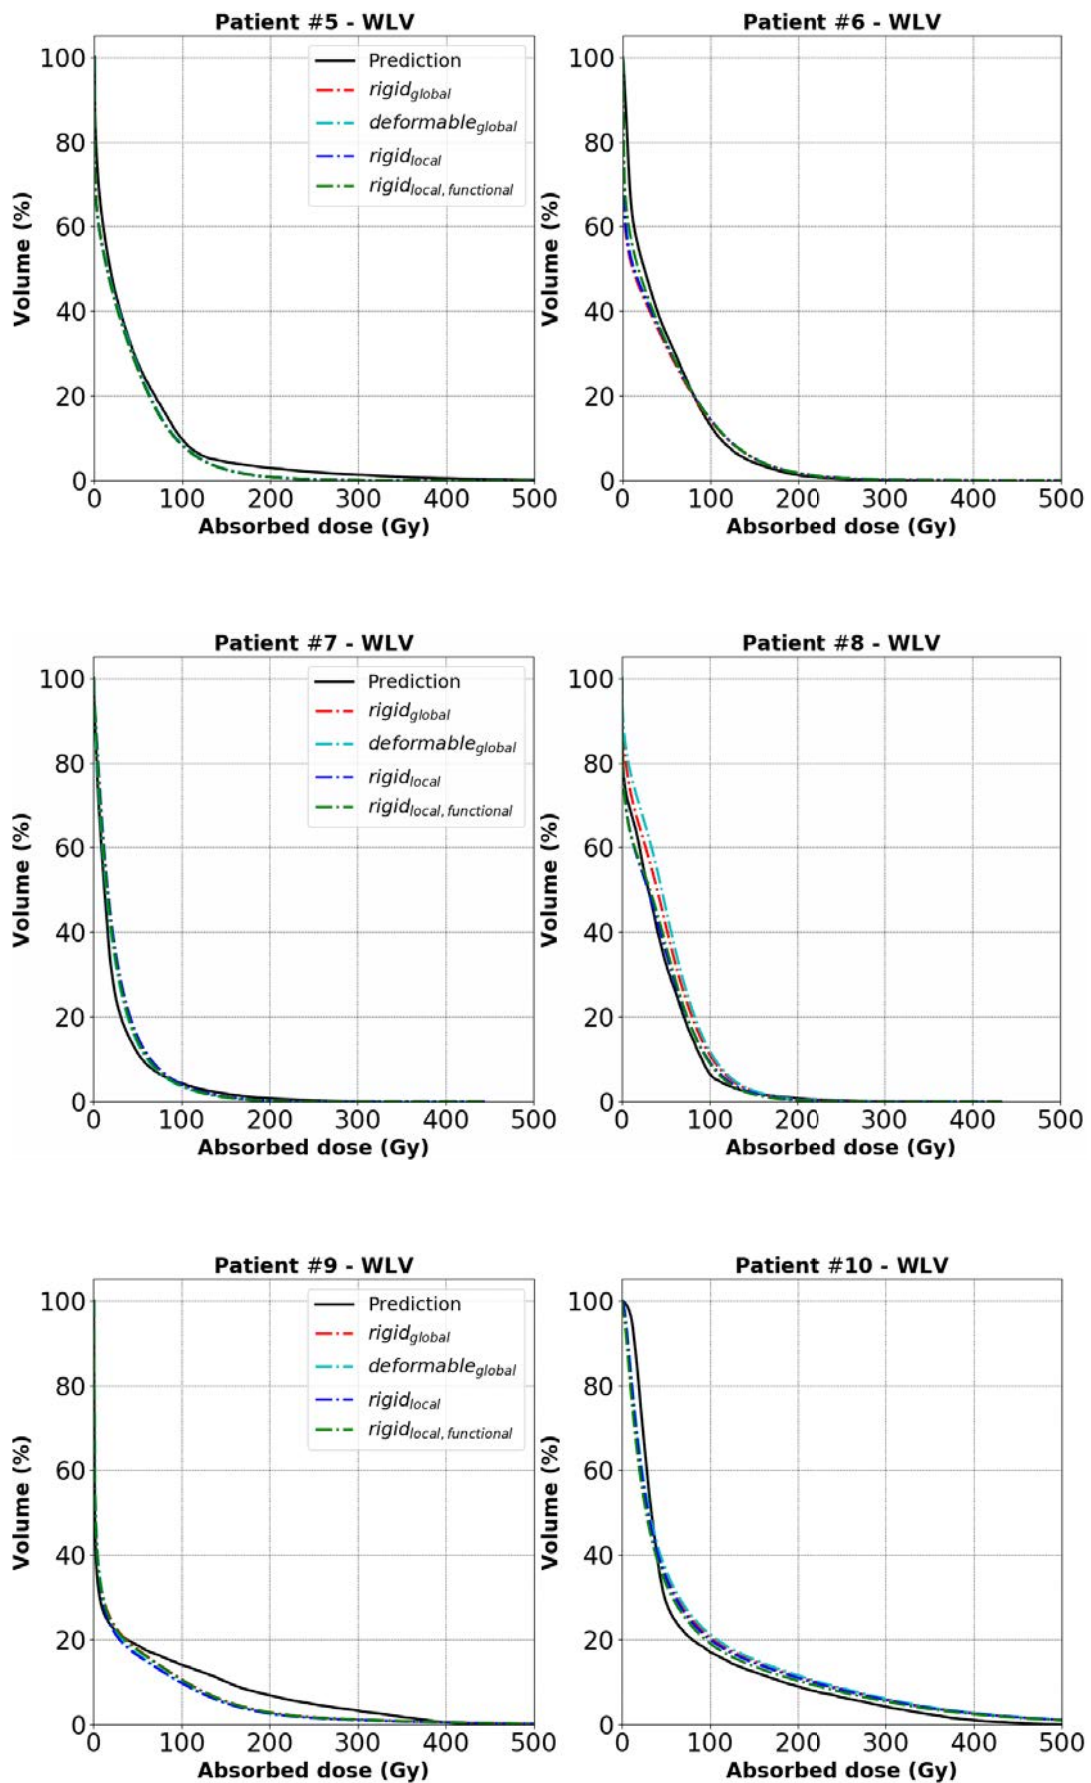 Patient #5 - WLV
100
80
60
40
20
0
Volume (%)
Prediction
rigid_global
deformable_global
rigid_local
rigid_local, functional
0 100 200 300 400 500
Absorbed dose (Gy)
Patient #6 - WLV
100
80
60
40
20
0
Volume (%)
0 100 200 300 400 500
Absorbed dose (Gy)
Patient #7 - WLV
100
80
60
40
20
0
Volume (%)
Prediction
rigid_global
deformable_global
rigid_local
rigid_local, functional
0 100 200 300 400 500
Absorbed dose (Gy)
Patient #8 - WLV
100
80
60
40
20
0
Volume (%)
0 100 200 300 400 500
Absorbed dose (Gy)
Patient #9 - WLV
100
80
60
40
20
0
Volume (%)
Prediction
rigid_global
deformable_global
rigid_local
rigid_local, functional
0 100 200 300 400 500
Absorbed dose (Gy)
Patient #10 - WLV
100
80
60
40
20
0
Volume (%)
0 100 200 300 400 500
Absorbed dose (Gy)